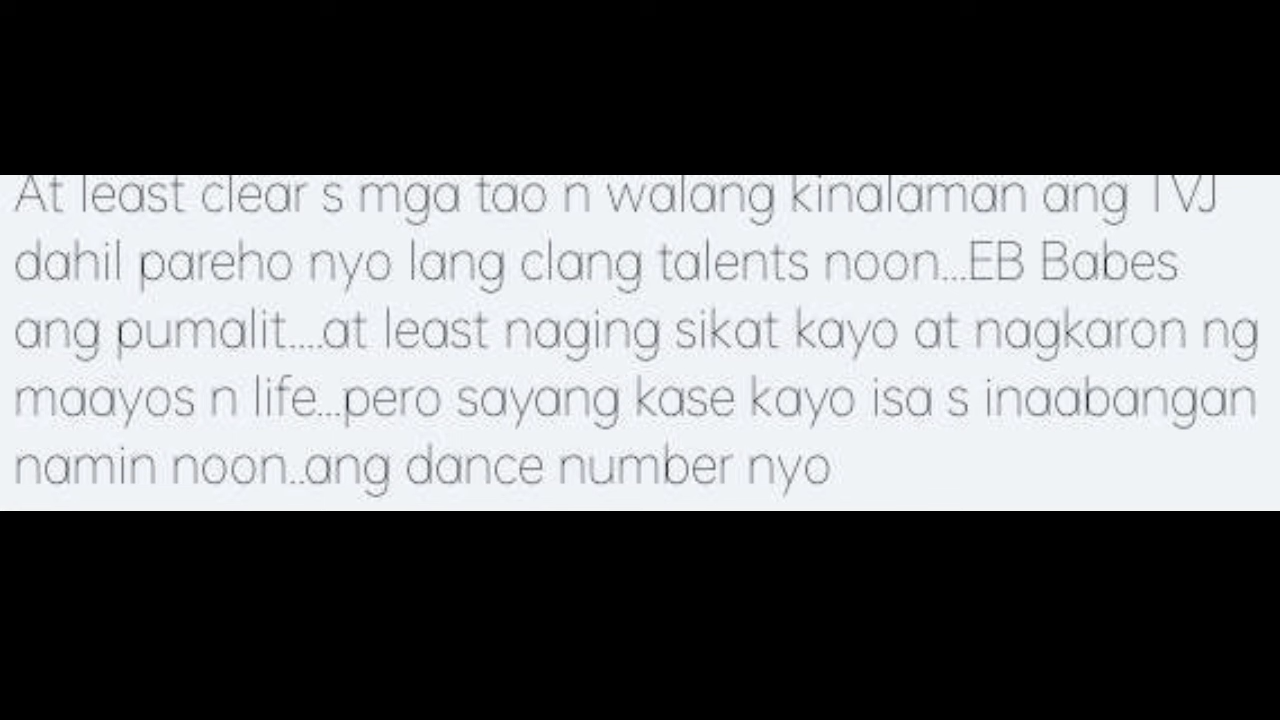 At least clear s mga tao n walang kinalaman ang TVJ
dahil pareho nyo lang clang talents noon...EB Babes
ang pumalit....at least naging sikat kayo at nagkaron ng
maayos n life...pero sayang kase kayo isa s inaabangan
namin noon..ang dance number nyo